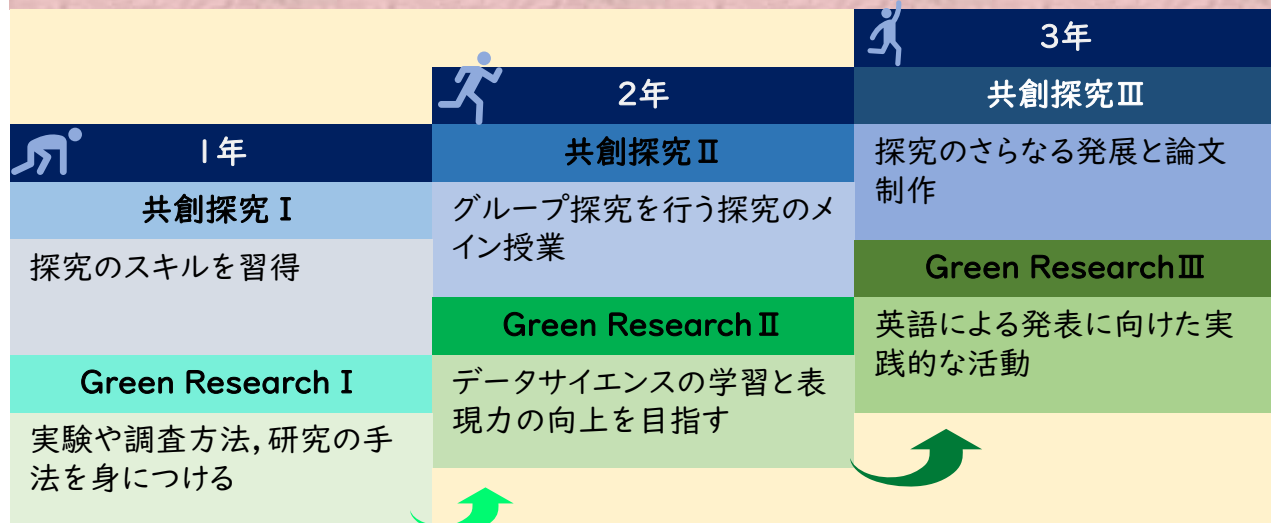 1年
共創探究Ⅰ
探究のスキルを習得
Green ResearchⅠ
実験や調査方法,研究の手
法を身につける
2年
共創探究Ⅱ
グループ探究を行う探究のメ
イン授業
Green ResearchⅡ
データサイエンスの学習と表
現力の向上を目指す
3年
共創探究Ⅲ
探究のさらなる発展と論文
制作
Green ResearchⅢ
英語による発表に向けた実
践的な活動